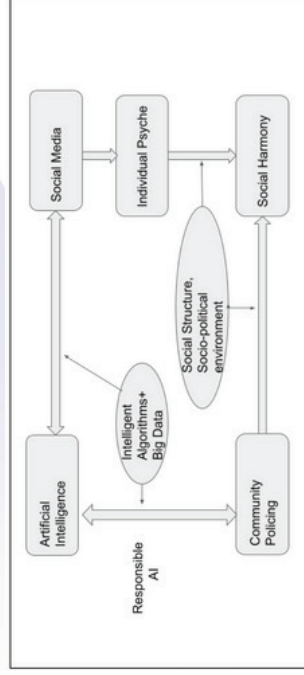 Artificial
Intelligence
Social Media
Intelligent
Algorithms+
Big Data
Individual Psyche
Responsible
AI
Social Structure,
Socio-political
environment
Community
Policing
Social Harmony